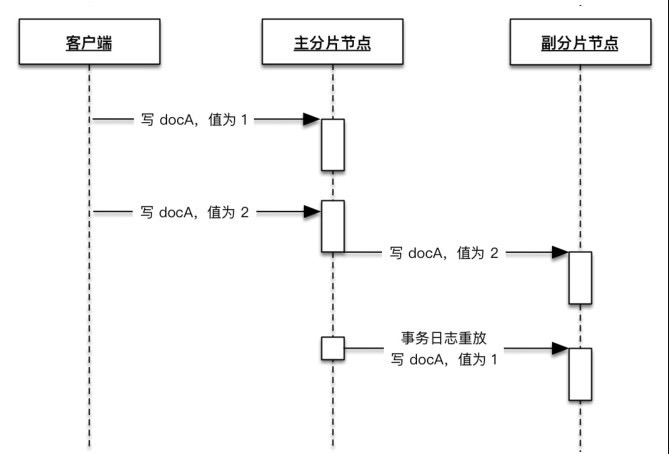 客户端
主分片节点
副分片节点
写 docA，值为 1
写 docA，值为 2
写 docA，值为 2
事务日志重放
写 docA，值为 1